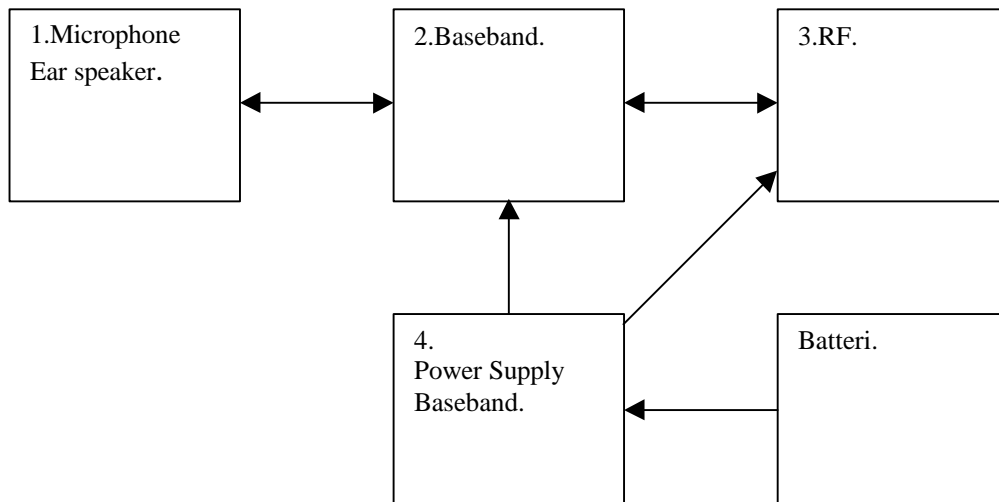 1.Microphone
Ear speaker.
2.Baseband.
3.RF.
4.
Power Supply
Baseband.
Batteri.